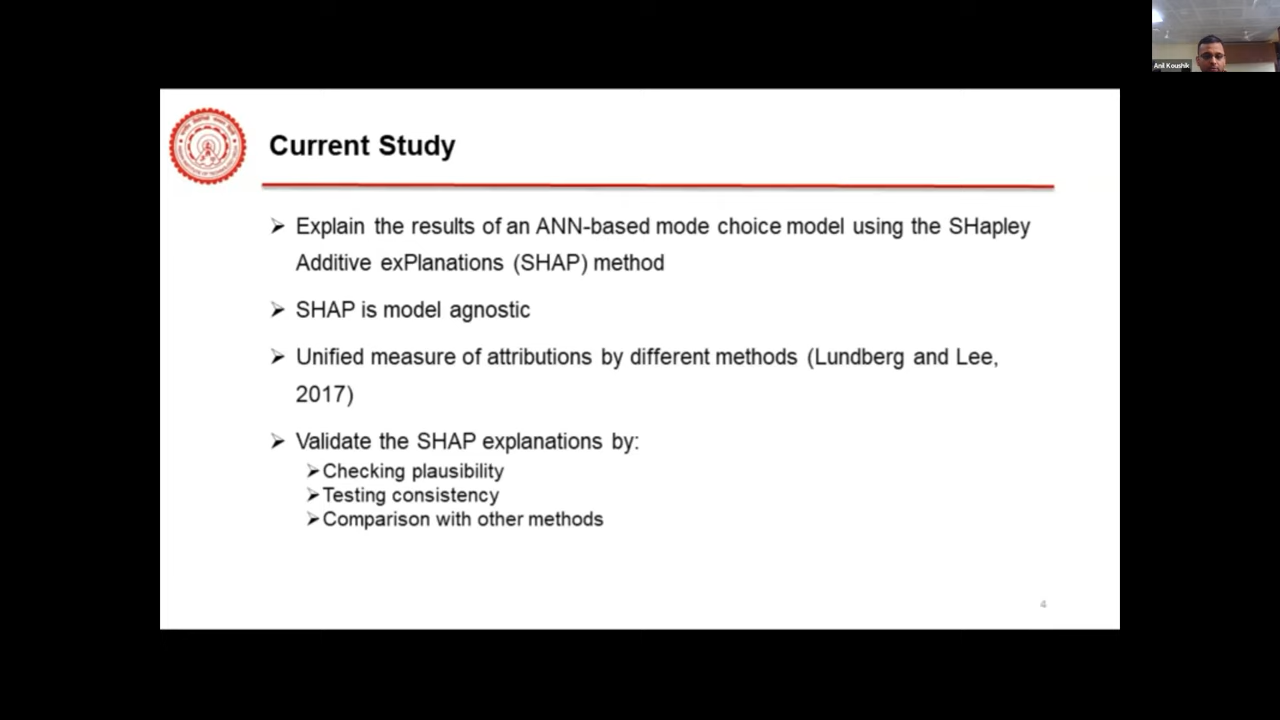 Anil Koushik
Current Study
➢ Explain the results of an ANN-based mode choice model using the SHapley
Additive exPlanations (SHAP) method
➢ SHAP is model agnostic
➢ Unified measure of attributions by different methods (Lundberg and Lee,
2017)
➢ Validate the SHAP explanations by:
➢Checking plausibility
➢Testing consistency
➢Comparison with other methods
4